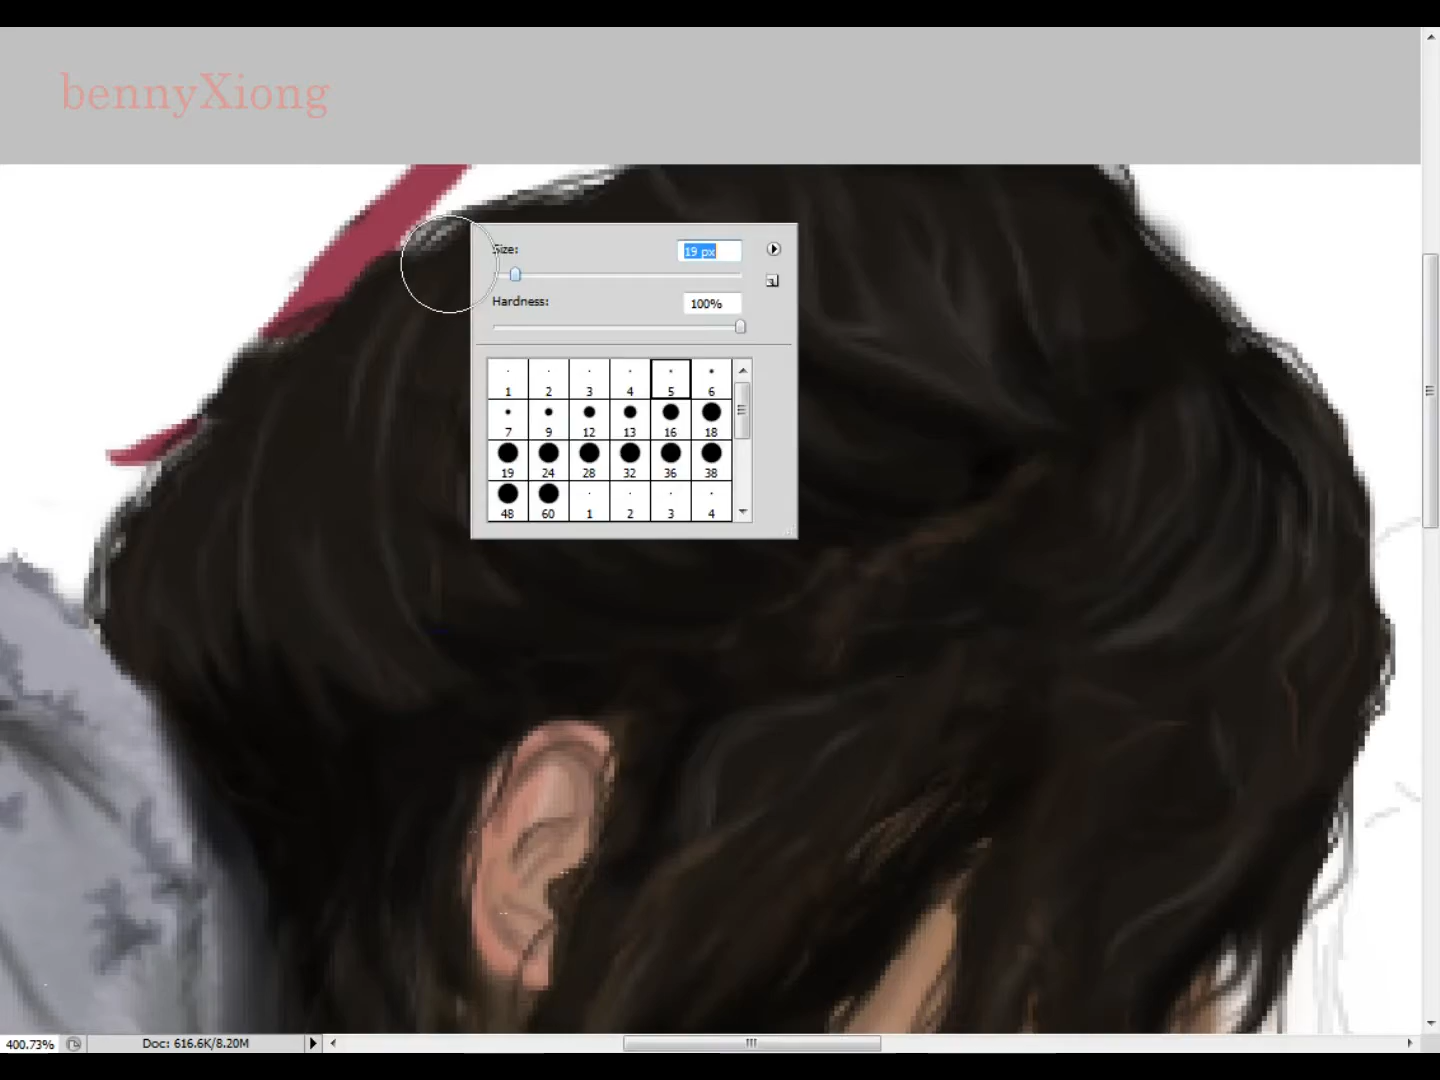 bennyXiong
Size:
19 px
Hardness:
100%
1 2 3 4 5 6
7 9 12 13 16 18
19 24 28 32 36 38
48 60 1 2 3 4
400.73%
Doc: 616.6K/8.20M